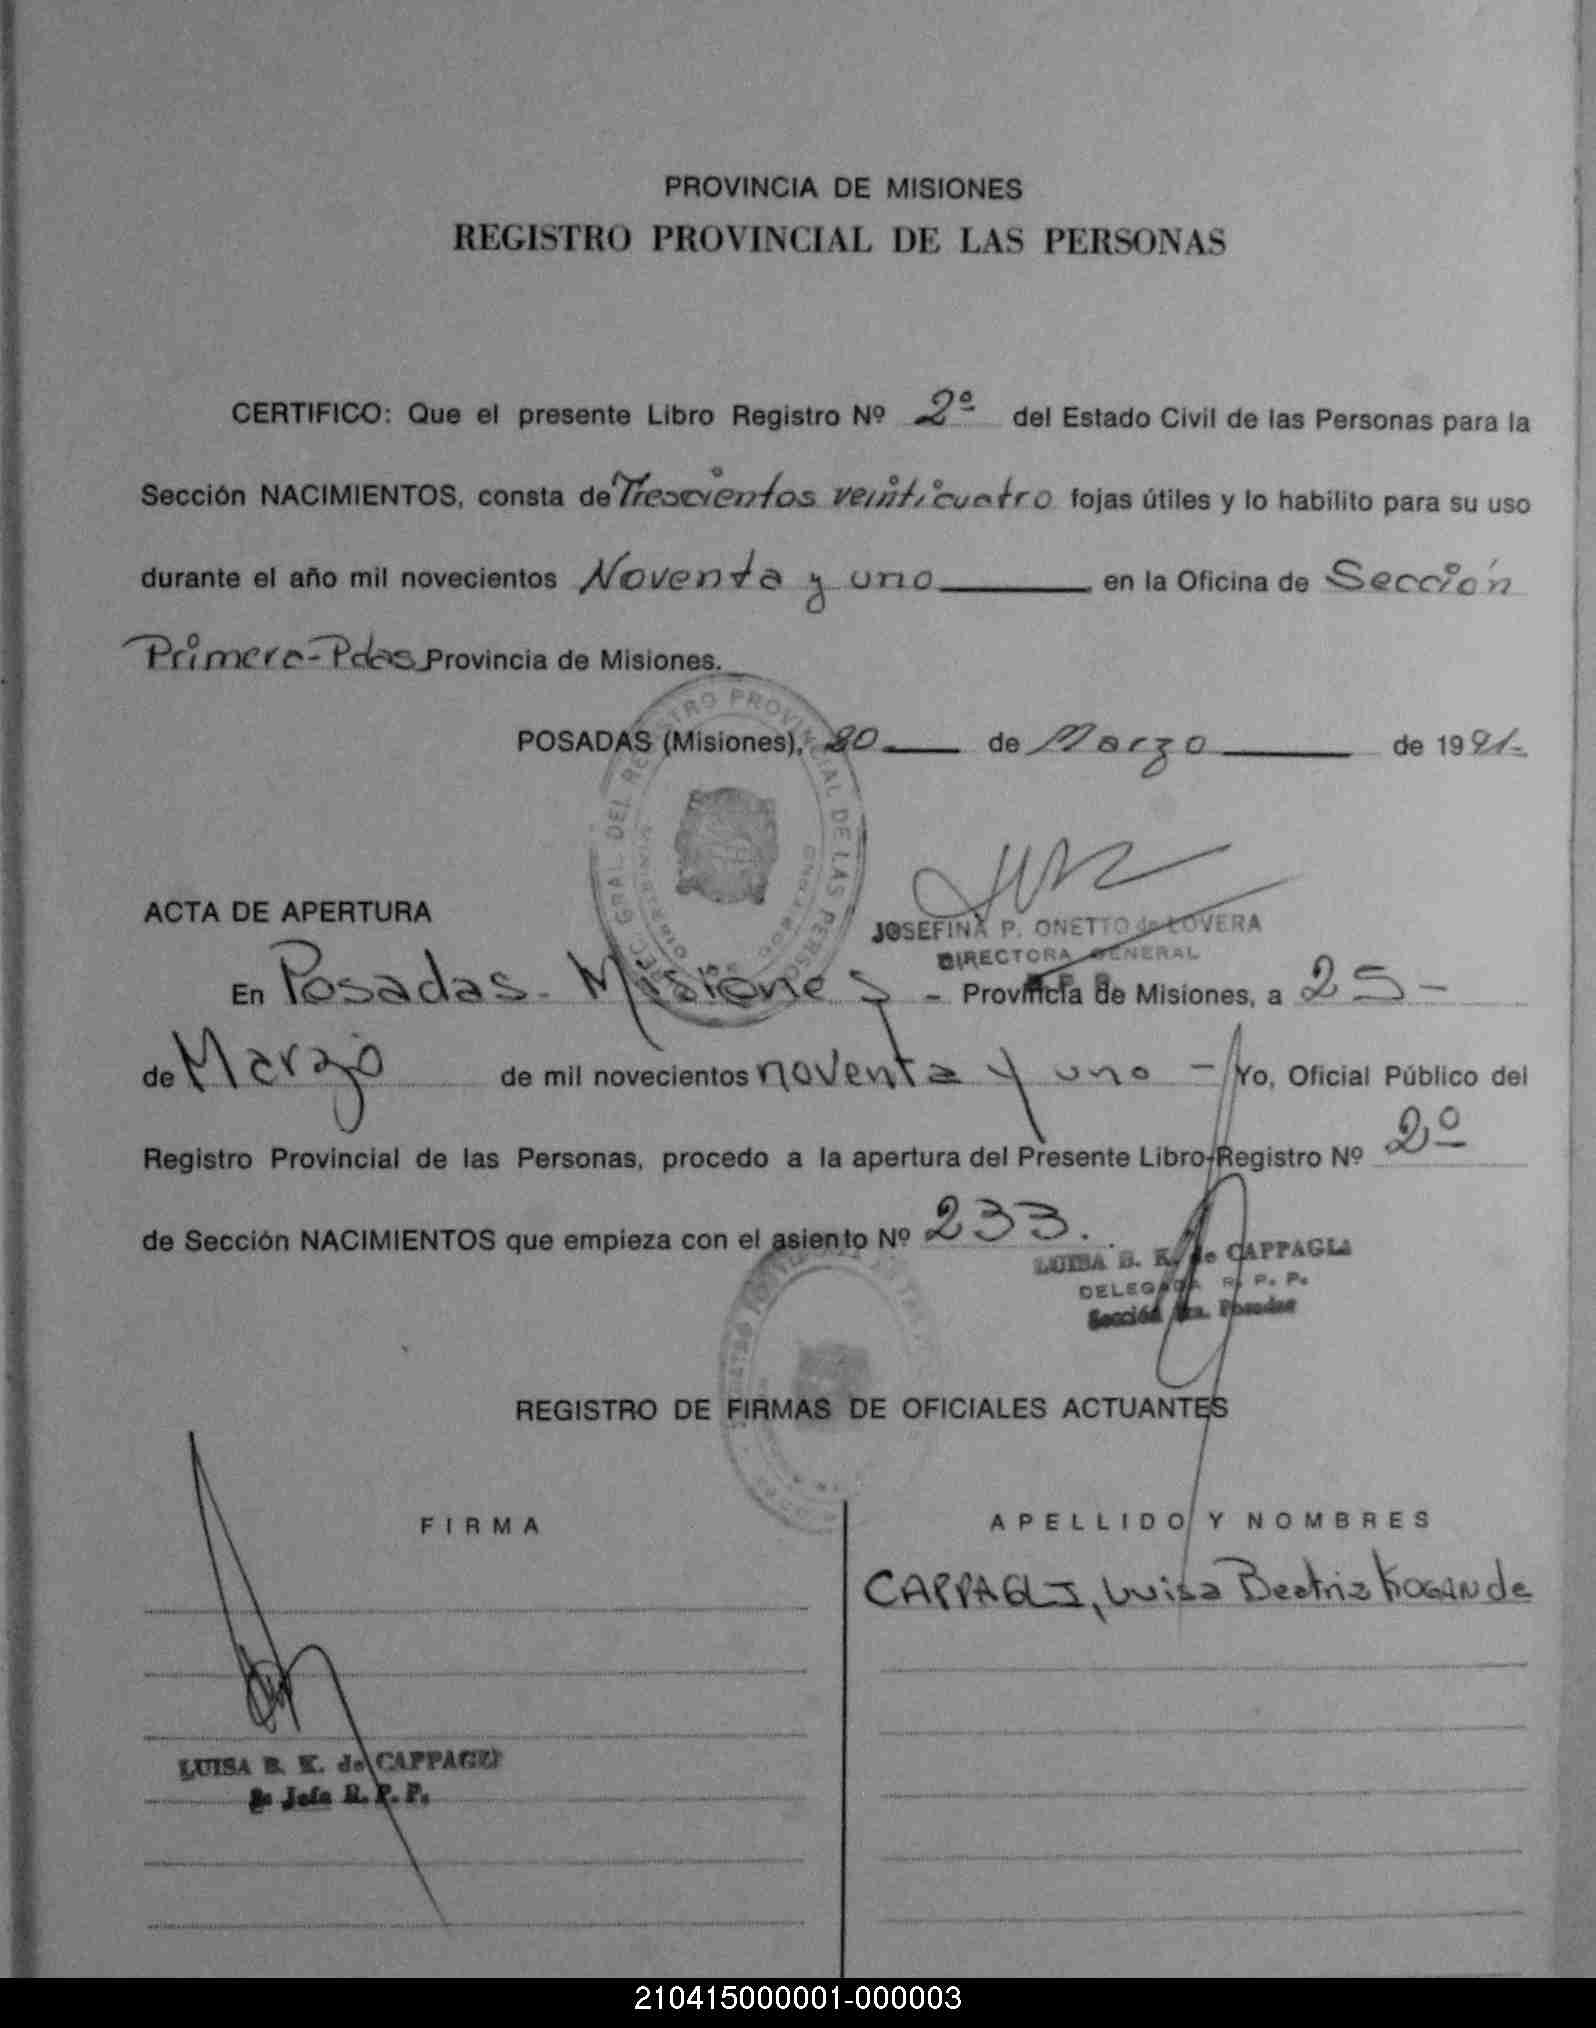 PROVINCIA DE MISIONES
REGISTRO PROVINCIAL DE LAS PERSONAS
CERTIFICO: Que el presente Libro Registro Nº 2º del Estado Civil de las Personas para la
Sección NACIMIENTOS, consta de Trescientos veinticuatro fojas útiles y lo habilito para su uso
durante el año mil novecientos Noventa y uno en la Oficina de Sección
Primera-Pdas Provincia de Misiones.
POSADAS (Misiones), 20 de Marzo de 1991-
JOSEFINA P. ONETTO de LOVERA
DIRECTORA GENERAL
ACTA DE APERTURA
En Posadas - Misiones - Provincia de Misiones, a 25 -
de Marzo de mil novecientos noventa y uno - Yo, Oficial Público del
Registro Provincial de las Personas, procedo a la apertura del Presente Libro-Registro Nº 2º
de Sección NACIMIENTOS que empieza con el asiento Nº 233.
LUISA B. K. de CAPPAGLI
DELEGADA R. P. P.
Sección 1ra. Posadas
REGISTRO DE FIRMAS DE OFICIALES ACTUANTES
FIRMA
APELLIDO Y NOMBRES
CAPPAGLI, Luisa Beatriz KOGAN de
LUISA B. K. de CAPPAGLI
Jefa R. P. P.
210415000001-000003